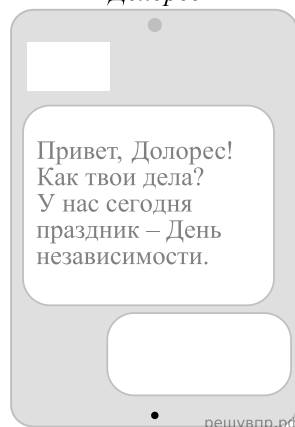 Привет, Долорес!
Как твои дела?
У нас сегодня
праздник – День
независимости.
решувпр.рф